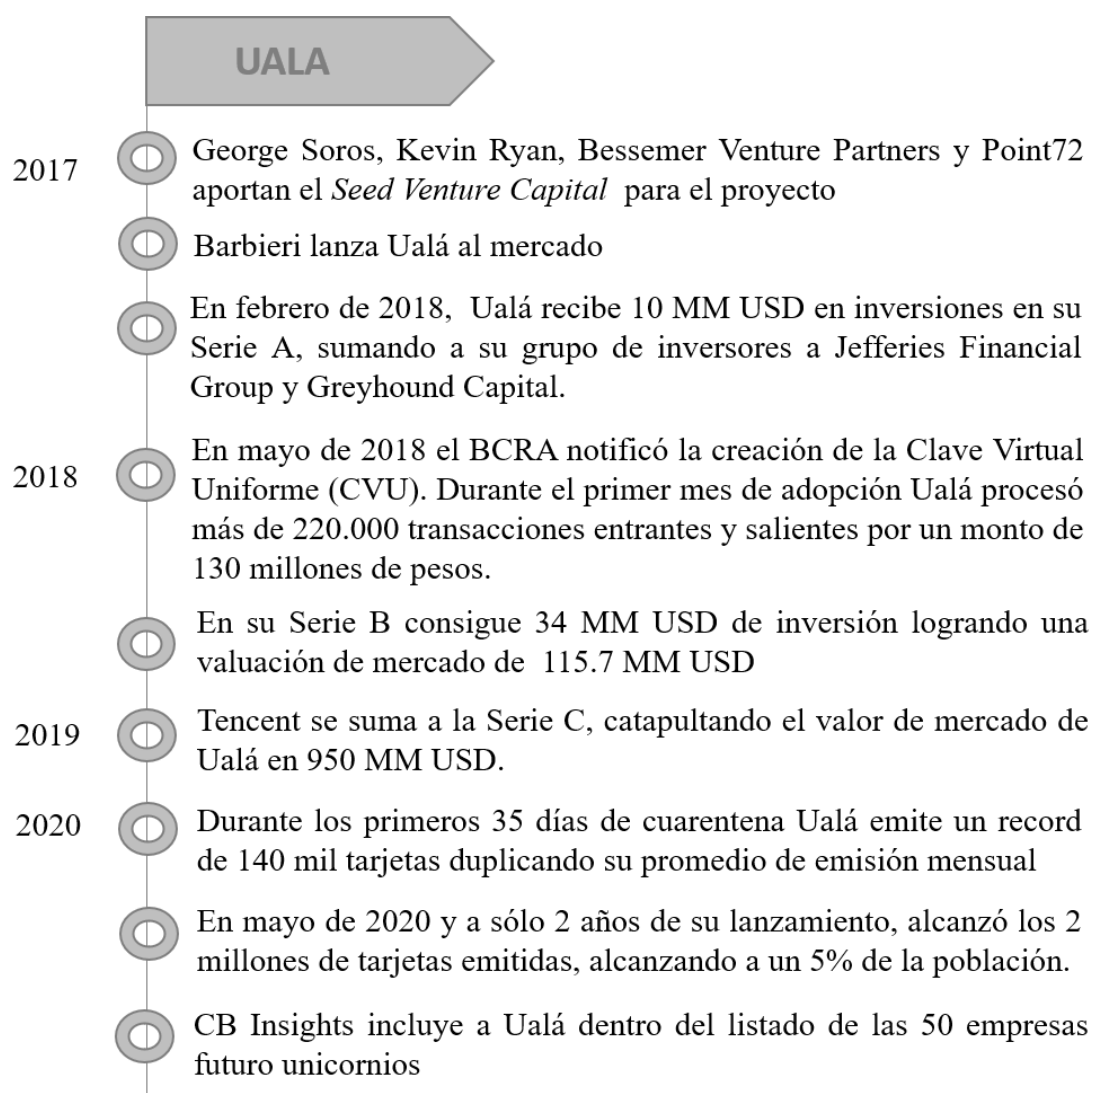 UALA
2017
George Soros, Kevin Ryan, Bessemer Venture Partners y Point72
aportan el Seed Venture Capital para el proyecto
Barbieri lanza Ualá al mercado
En febrero de 2018, Ualá recibe 10 MM USD en inversiones en su
Serie A, sumando a su grupo de inversores a Jefferies Financial
Group y Greyhound Capital.
2018
En mayo de 2018 el BCRA notificó la creación de la Clave Virtual
Uniforme (CVU). Durante el primer mes de adopción Ualá procesó
más de 220.000 transacciones entrantes y salientes por un monto de
130 millones de pesos.
En su Serie B consigue 34 MM USD de inversión logrando una
valuación de mercado de 115.7 MM USD
2019
Tencent se suma a la Serie C, catapultando el valor de mercado de
Ualá en 950 MM USD.
2020
Durante los primeros 35 días de cuarentena Ualá emite un record
de 140 mil tarjetas duplicando su promedio de emisión mensual
En mayo de 2020 y a sólo 2 años de su lanzamiento, alcanzó los 2
millones de tarjetas emitidas, alcanzando a un 5% de la población.
CB Insights incluye a Ualá dentro del listado de las 50 empresas
futuro unicornios